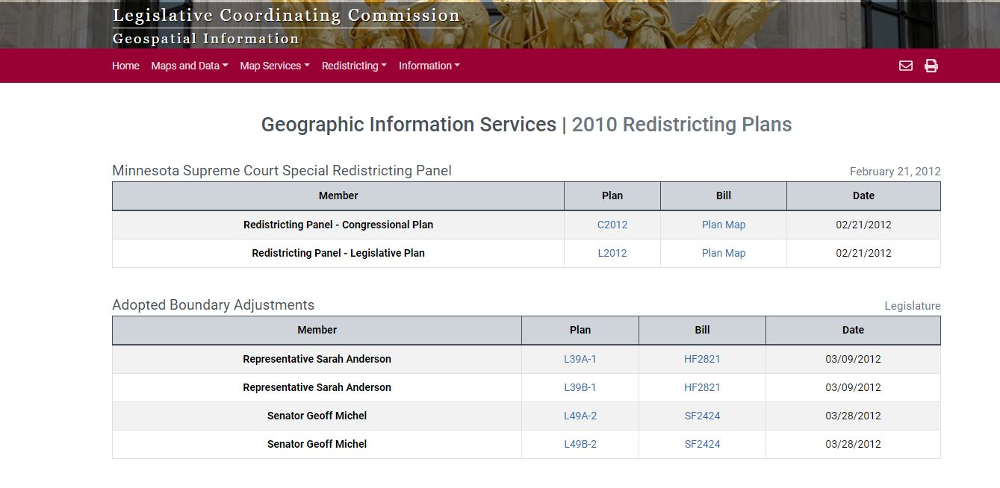 Legislative Coordinating Commission
Geospatial Information
Home Maps and Data Map Services Redistricting Information
Geographic Information Services | 2010 Redistricting Plans
Minnesota Supreme Court Special Redistricting Panel February 21, 2012
Member Plan Bill Date
Redistricting Panel - Congressional Plan C2012 Plan Map 02/21/2012
Redistricting Panel - Legislative Plan L2012 Plan Map 02/21/2012
Adopted Boundary Adjustments Legislature
Member Plan Bill Date
Representative Sarah Anderson L39A-1 HF2821 03/09/2012
Representative Sarah Anderson L39B-1 HF2821 03/09/2012
Senator Geoff Michel L49A-2 SF2424 03/28/2012
Senator Geoff Michel L49B-2 SF2424 03/28/2012